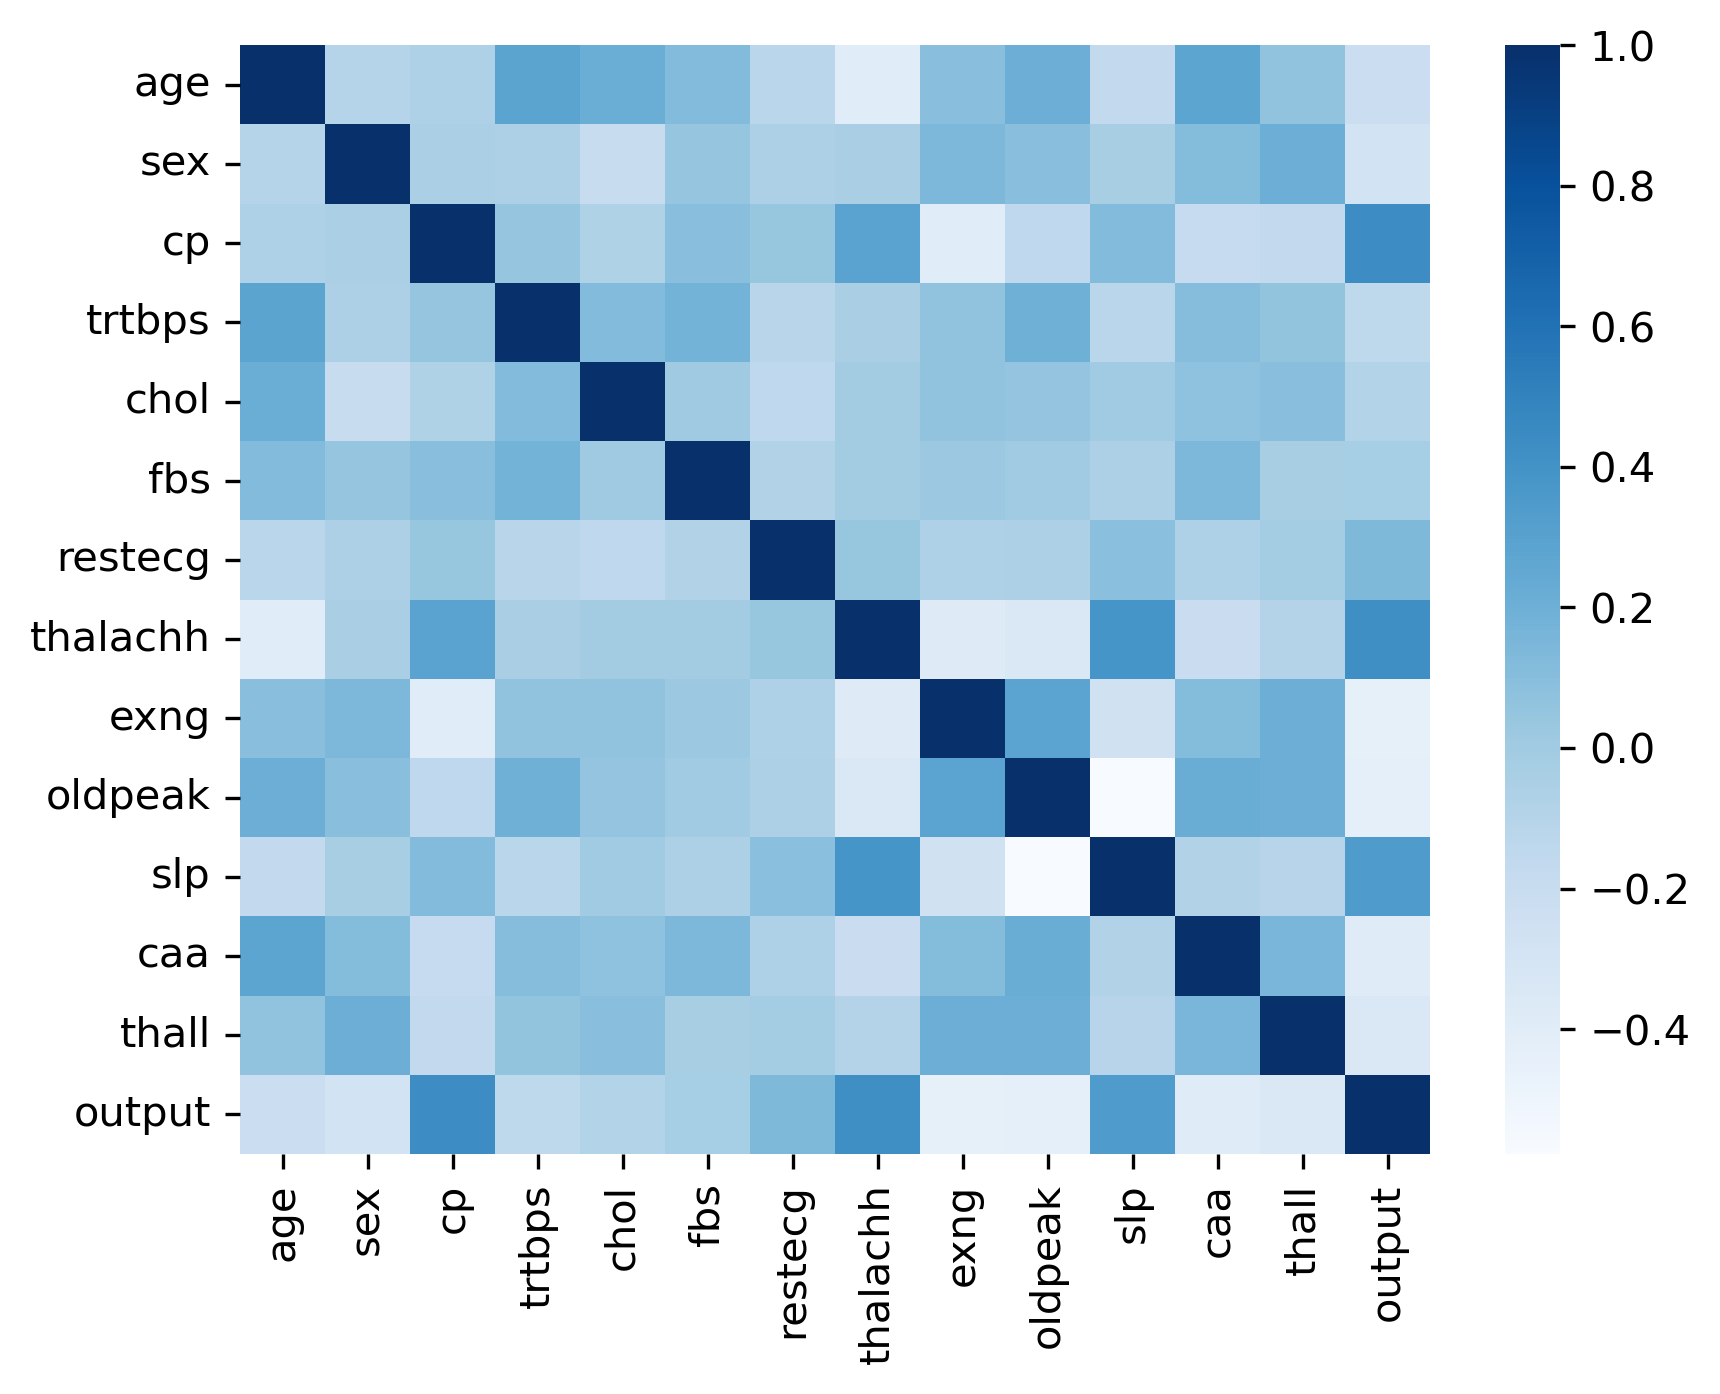 age
sex
cp
trtbps
chol
fbs
restecg
thalachh
exng
oldpeak
slp
caa
thall
output
age
sex
cp
trtbps
chol
fbs
restecg
thalachh
exng
oldpeak
slp
caa
thall
output
1.0
0.8
0.6
0.4
0.2
0.0
−0.2
−0.4